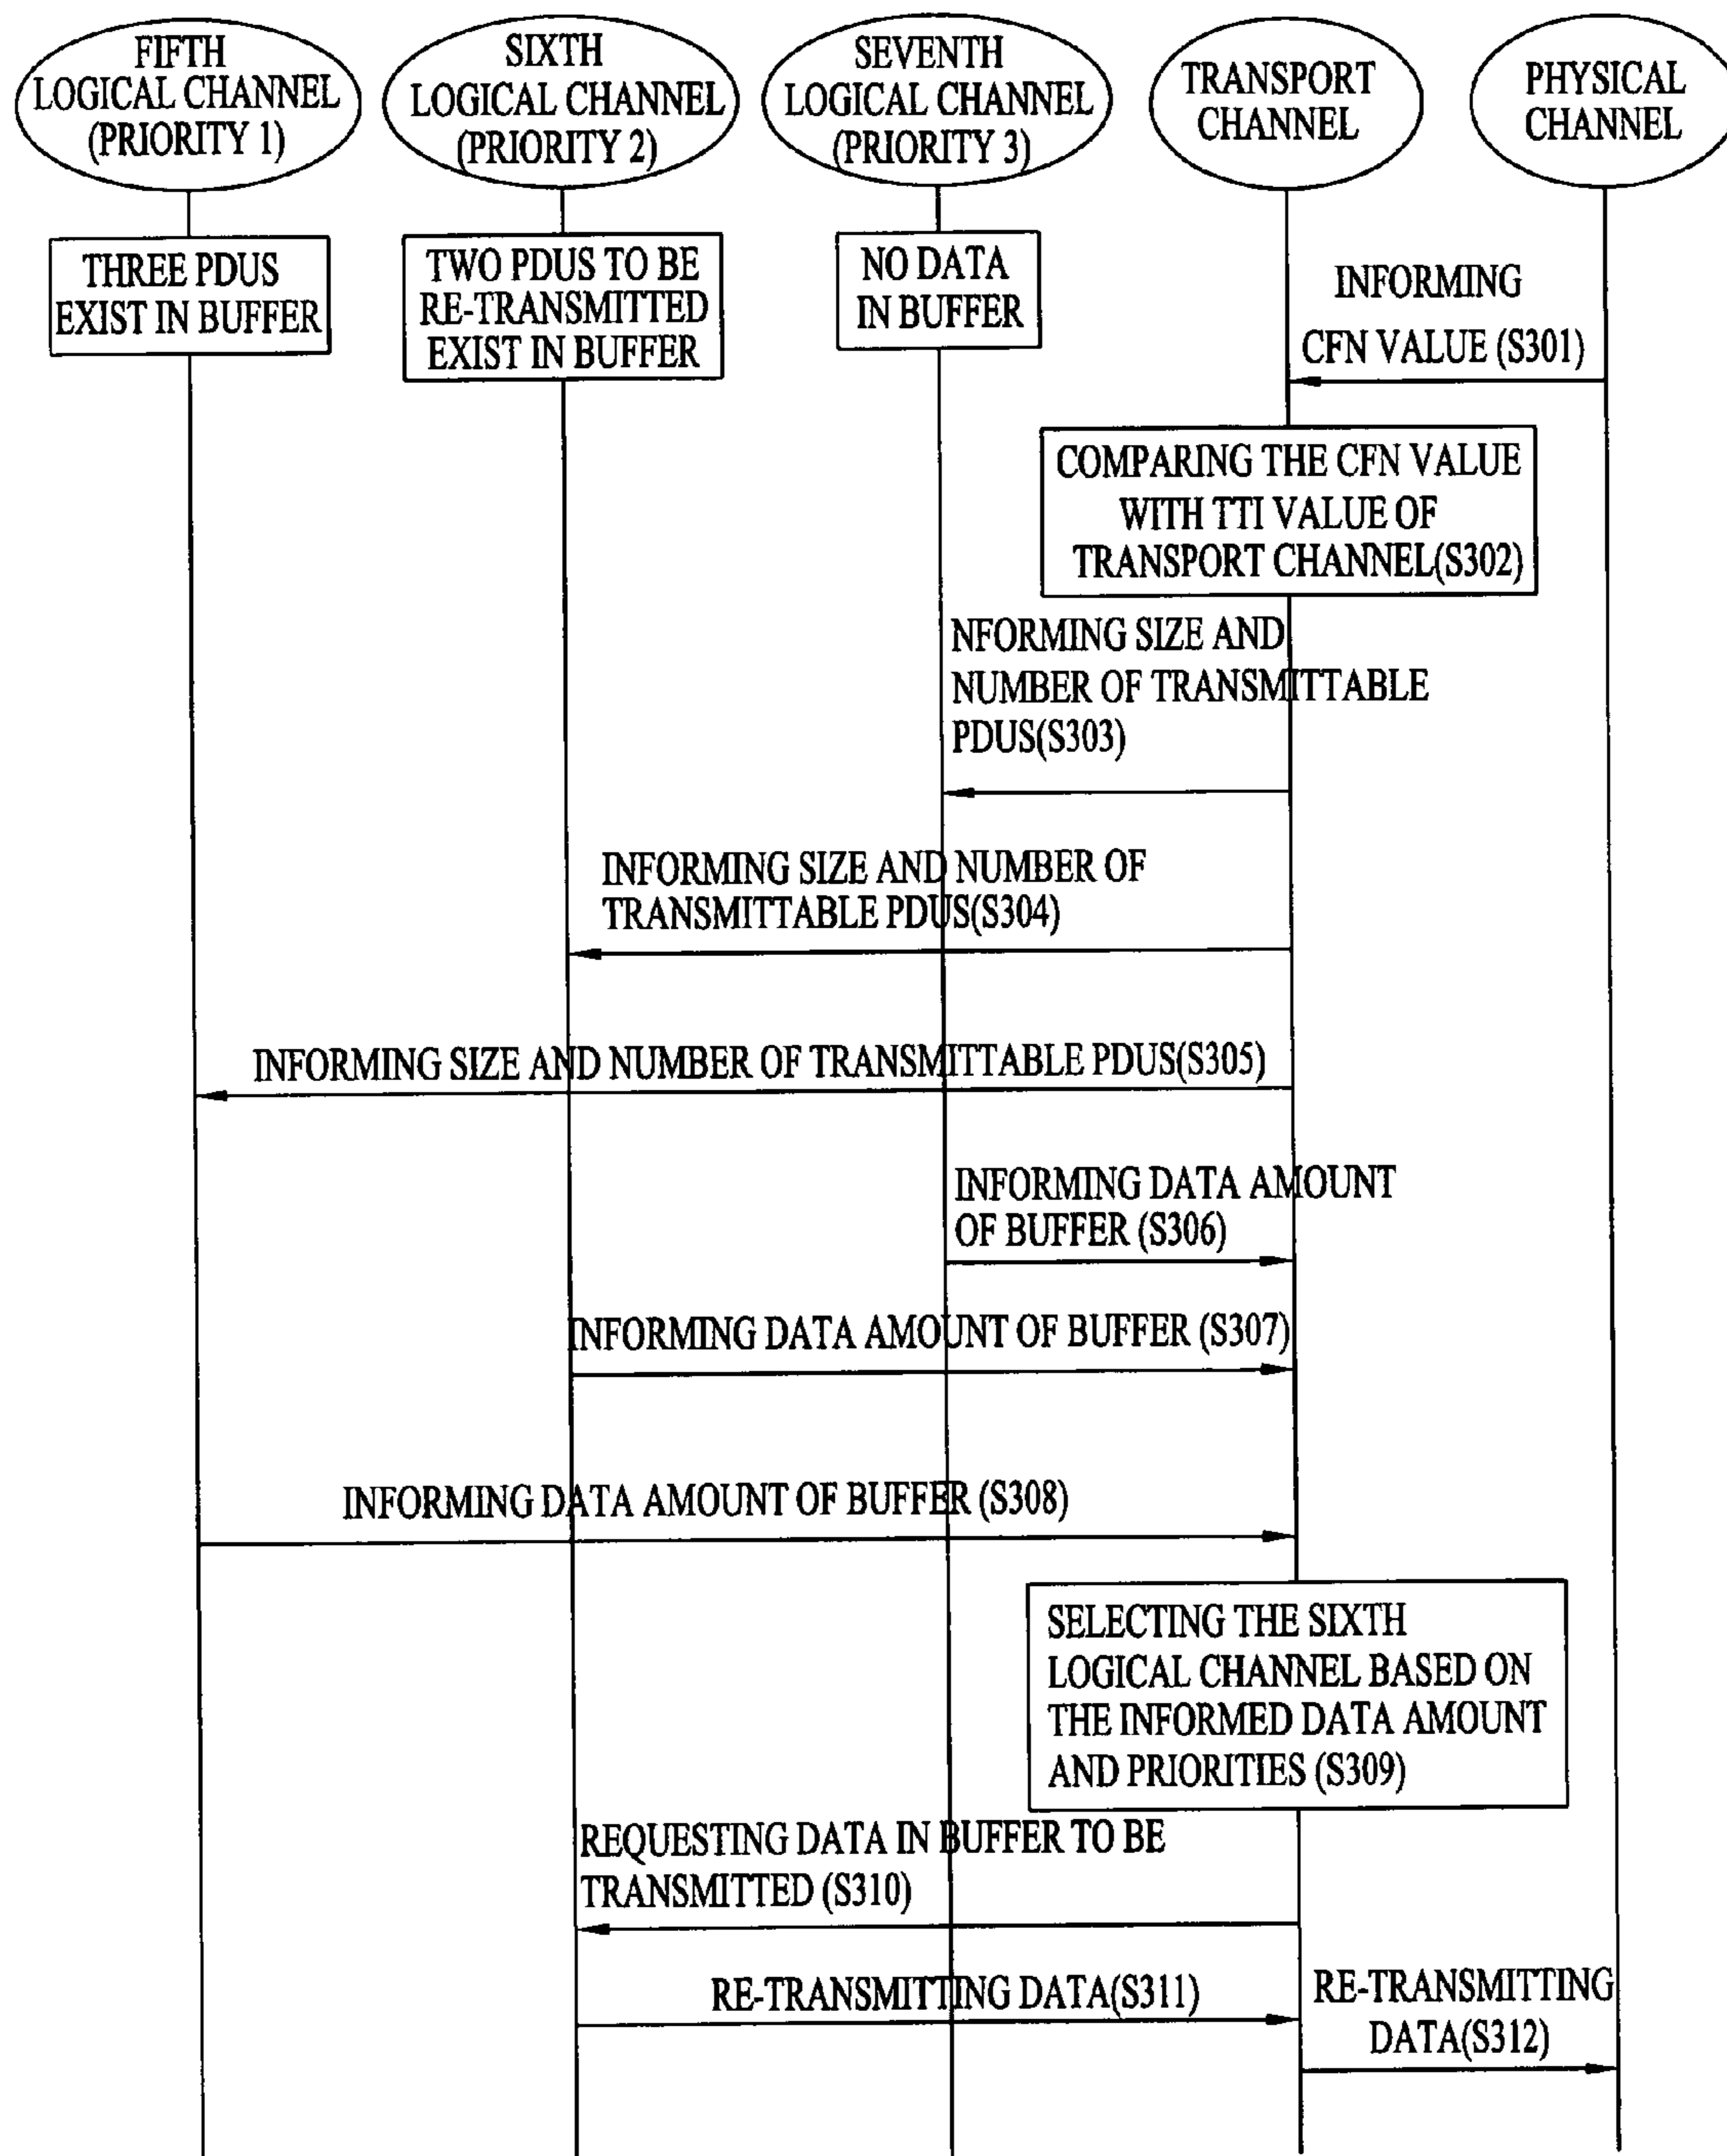 FIFTH
LOGICAL CHANNEL
(PRIORITY 1)
SIXTH
LOGICAL CHANNEL
(PRIORITY 2)
SEVENTH
LOGICAL CHANNEL
(PRIORITY 3)
TRANSPORT
CHANNEL
PHYSICAL
CHANNEL
THREE PDUS
EXIST IN BUFFER
TWO PDUS TO BE
RE-TRANSMITTED
EXIST IN BUFFER
NO DATA
IN BUFFER
INFORMING
CFN VALUE (S301)
COMPARING THE CFN VALUE
WITH TTI VALUE OF
TRANSPORT CHANNEL(S302)
NFORMING SIZE AND
NUMBER OF TRANSMITTABLE
PDUS(S303)
INFORMING SIZE AND NUMBER OF
TRANSMITTABLE PDUS(S304)
INFORMING SIZE AND NUMBER OF TRANSMITTABLE PDUS(S305)
INFORMING DATA AMOUNT
OF BUFFER (S306)
INFORMING DATA AMOUNT OF BUFFER (S307)
INFORMING DATA AMOUNT OF BUFFER (S308)
SELECTING THE SIXTH
LOGICAL CHANNEL BASED ON
THE INFORMED DATA AMOUNT
AND PRIORITIES (S309)
REQUESTING DATA IN BUFFER TO BE
TRANSMITTED (S310)
RE-TRANSMITTING DATA(S311)
RE-TRANSMITTING
DATA(S312)